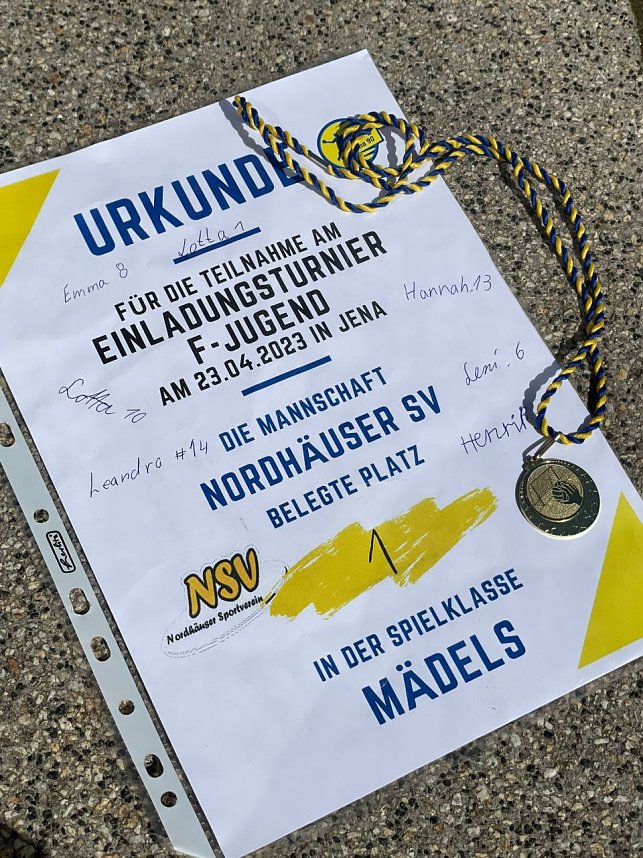 URKUNDE
Lotta 1
Emma 8
FÜR DIE TEILNAHME AM
EINLADUNGSTURNIER
F-JUGEND
Hannah.13
AM 23.04.2023 IN JENA
Lotta 10
Leni. 6
Leandra #14
DIE MANNSCHAFT
NORDHÄUSER SV
BELEGTE PLATZ
1
NSV
Nordhäuser Sportverein
IN DER SPIELKLASSE
MÄDELS